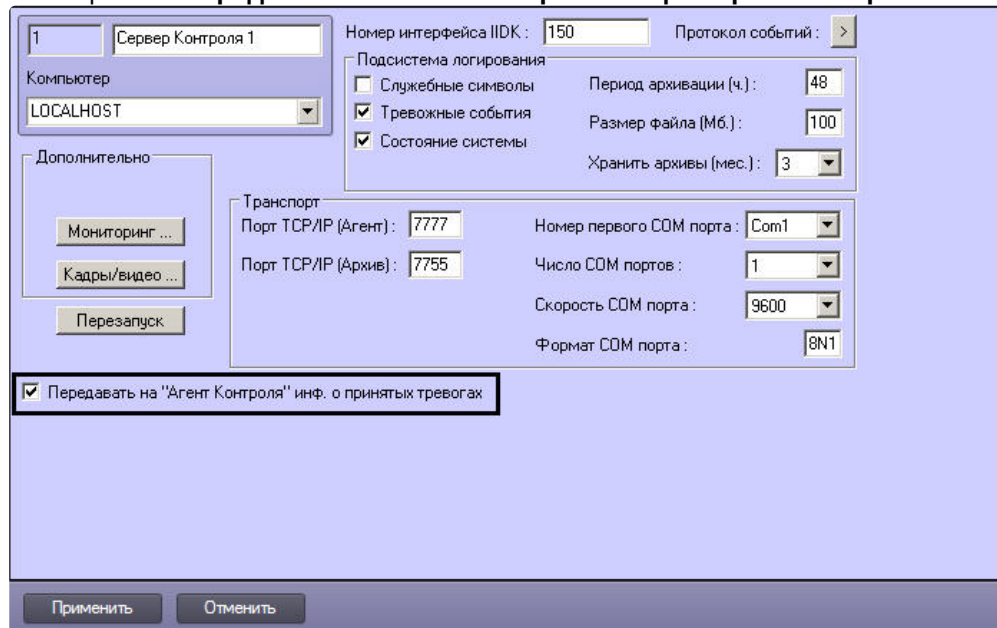 1 Сервер Контроля 1
Компьютер
LOCALHOST
Номер интерфейса IIDK : 150 Протокол событий : >
Подсистема логирования
Служебные символы
Тревожные события
Состояние системы
Период архивации (ч.) : 48
Размер файла (Мб.) : 100
Хранить архивы (мес.) : 3
Дополнительно
Мониторинг ...
Кадры/видео ...
Перезапуск
Транспорт
Порт TCP/IP (Агент) : 7777
Порт TCP/IP (Архив) : 7755
Номер первого COM порта : Com1
Число COM портов : 1
Скорость COM порта : 9600
Формат COM порта : 8N1
Передавать на "Агент Контроля" инф. о принятых тревогах
Применить Отменить